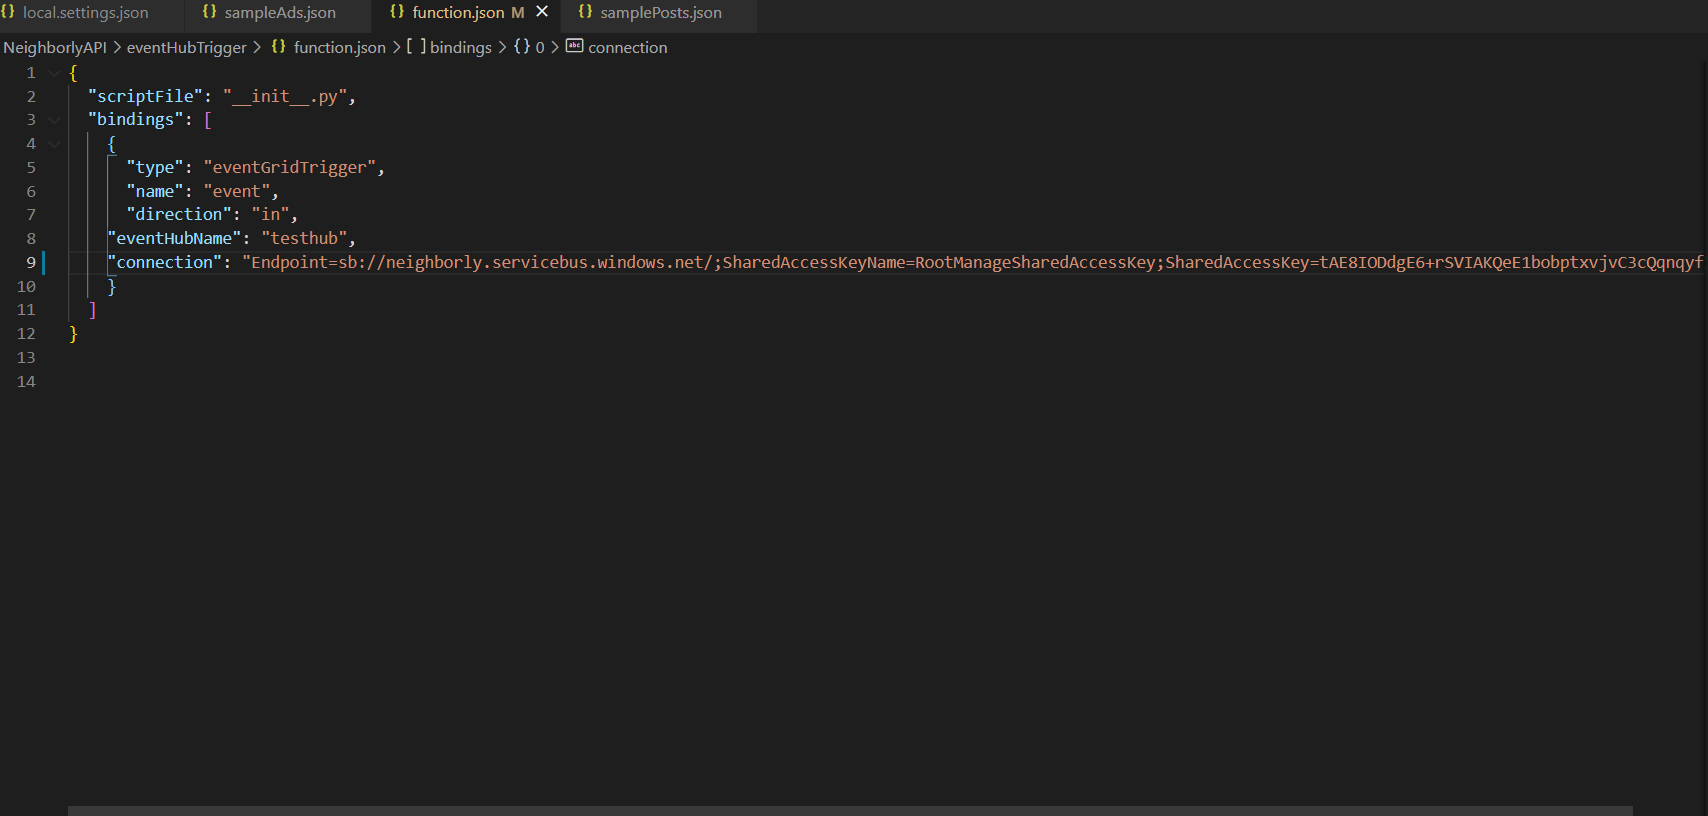 local.settings.json
sampleAds.json
function.json M
samplePosts.json
NeighborlyAPI > eventHubTrigger > {} function.json > [ ] bindings > {} 0 > abc connection
1 {
2 "scriptFile": "__init__.py",
3 "bindings": [
4 {
5 "type": "eventGridTrigger",
6 "name": "event",
7 "direction": "in",
8 "eventHubName": "testhub",
9 "connection": "Endpoint=sb://neighborly.servicebus.windows.net/;SharedAccessKeyName=RootManageSharedAccessKey;SharedAccessKey=tAE8IODdgE6+rSVIAKQeE1bobptxvjvC3cQqnqyf
10 }
11 ]
12 }
13
14